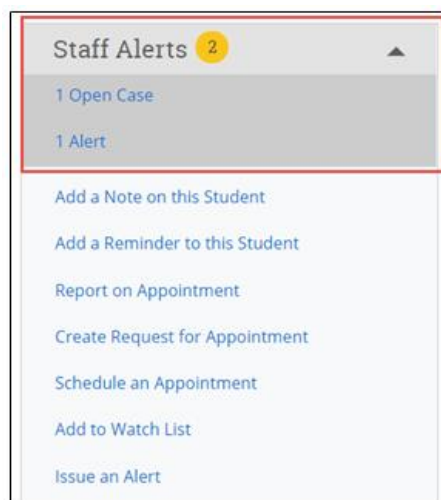 Staff Alerts 2
1 Open Case
1 Alert
Add a Note on this Student
Add a Reminder to this Student
Report on Appointment
Create Request for Appointment
Schedule an Appointment
Add to Watch List
Issue an Alert